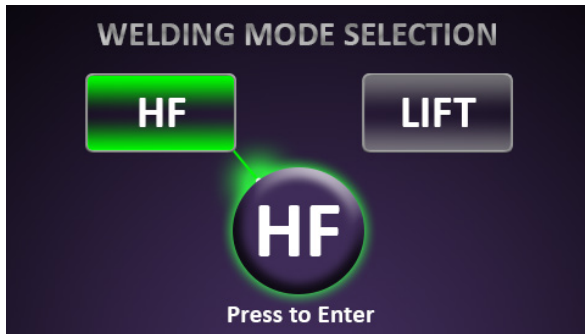 WELDING MODE SELECTION
HF
LIFT
HF
Press to Enter